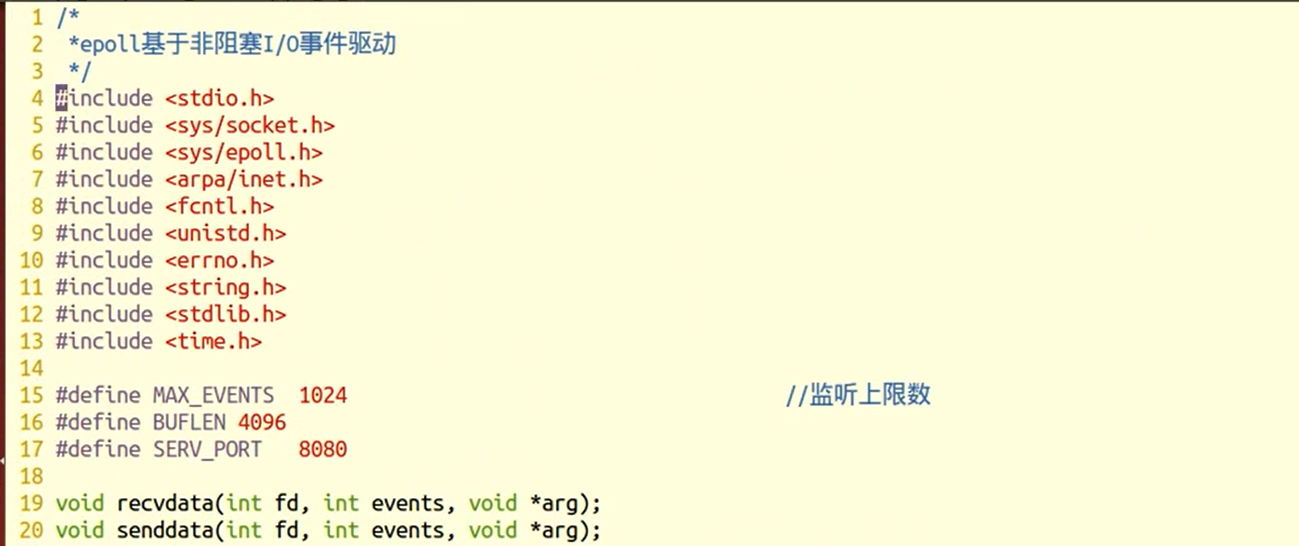 1 /*
2  *epoll基于非阻塞I/O事件驱动
3  */
4 #include <stdio.h>
5 #include <sys/socket.h>
6 #include <sys/epoll.h>
7 #include <arpa/inet.h>
8 #include <fcntl.h>
9 #include <unistd.h>
10 #include <errno.h>
11 #include <string.h>
12 #include <stdlib.h>
13 #include <time.h>
14
15 #define MAX_EVENTS  1024                                    //监听上限数
16 #define BUFLEN 4096
17 #define SERV_PORT   8080
18
19 void recvdata(int fd, int events, void *arg);
20 void senddata(int fd, int events, void *arg);